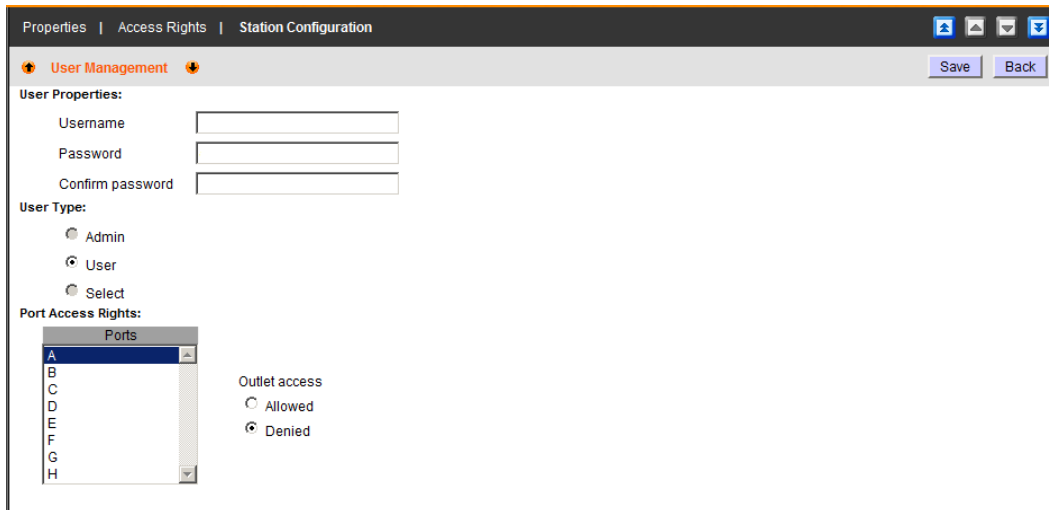 Properties | Access Rights | Station Configuration
User Management
Save Back
User Properties:
Username
Password
Confirm password
User Type:
Admin
User
Select
Port Access Rights:
Ports
A
B
C
D
E
F
G
H
Outlet access
Allowed
Denied